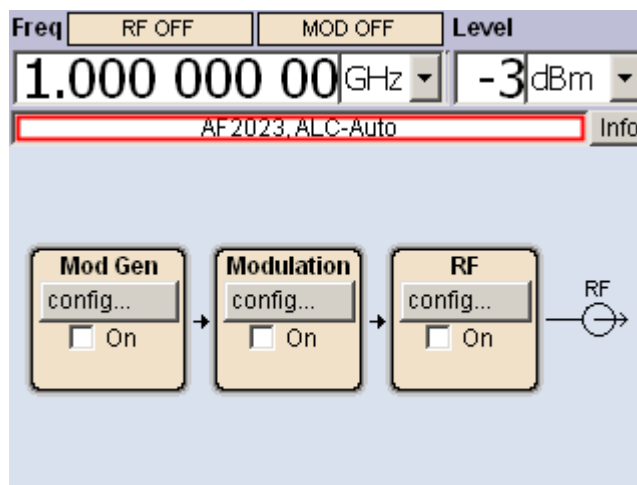 Freq RF OFF MOD OFF Level
1.000 000 00 GHz -3 dBm
AF2023, ALC-Auto Info
Mod Gen Modulation RF
config... config... config... RF
On On On